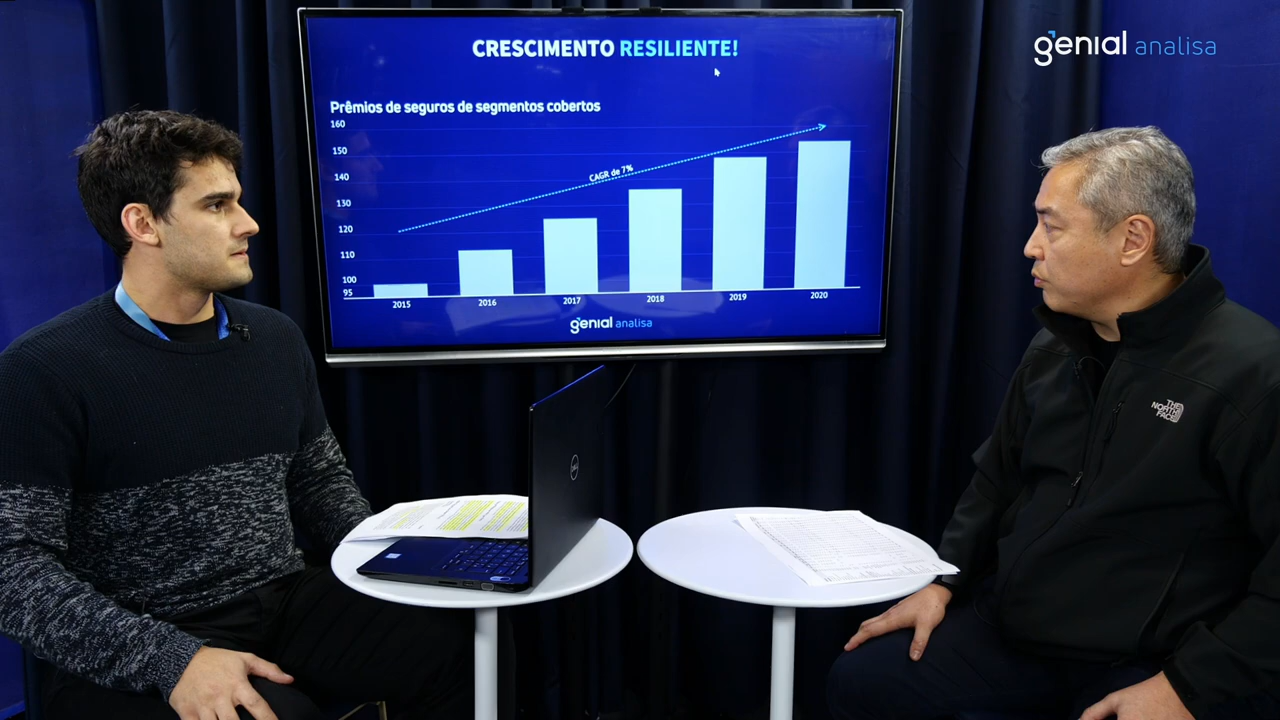 genial analisa
CRESCIMENTO RESILIENTE!
Prêmios de seguros de segmentos cobertos
160
150
140
130
120
110
100
95
CAGR de 7%
2015 2016 2017 2018 2019 2020
genial analisa
THE
NORTH
FACE
DELL